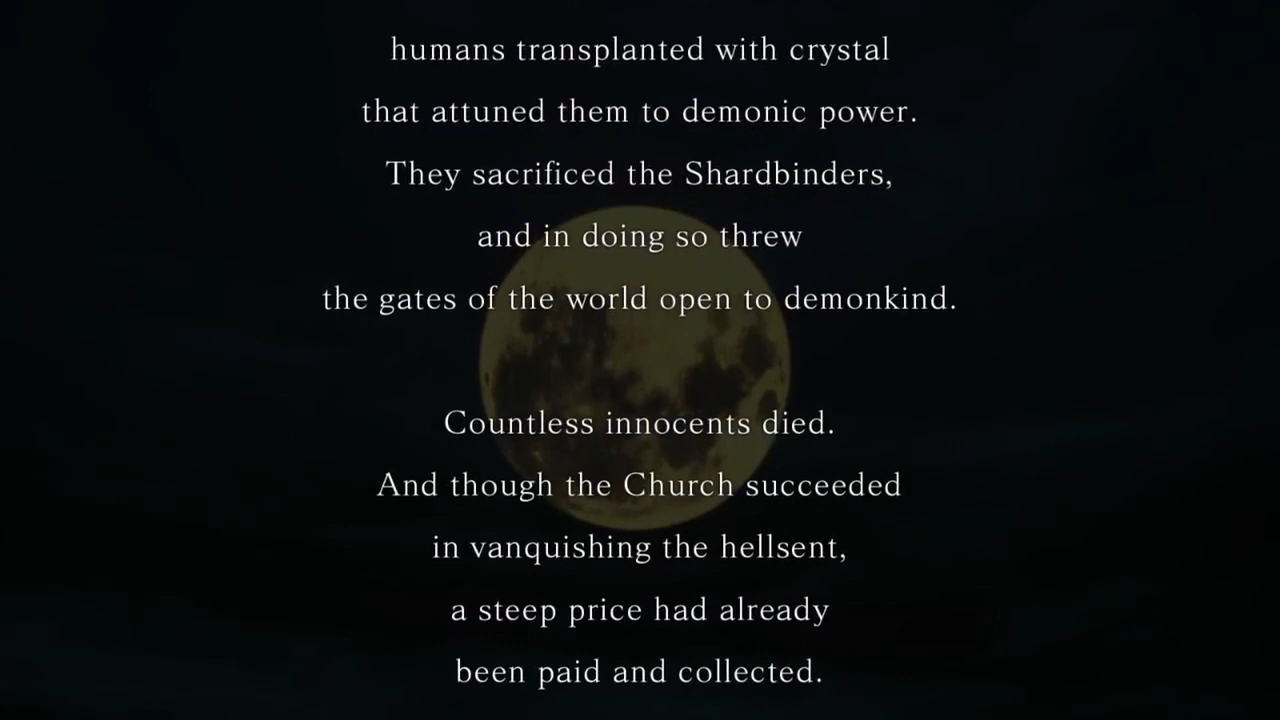 humans transplanted with crystal
that attuned them to demonic power.
They sacrificed the Shardbinders,
and in doing so threw
the gates of the world open to demonkind.
Countless innocents died.
And though the Church succeeded
in vanquishing the hellsent,
a steep price had already
been paid and collected.